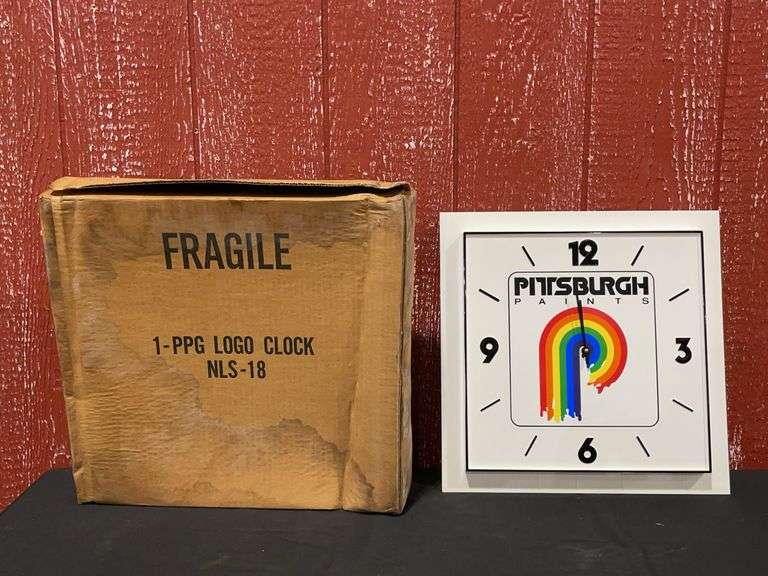 FRAGILE
1-PPG LOGO CLOCK
NLS-18
12
PITTSBURGH
PAINTS
9
3
6